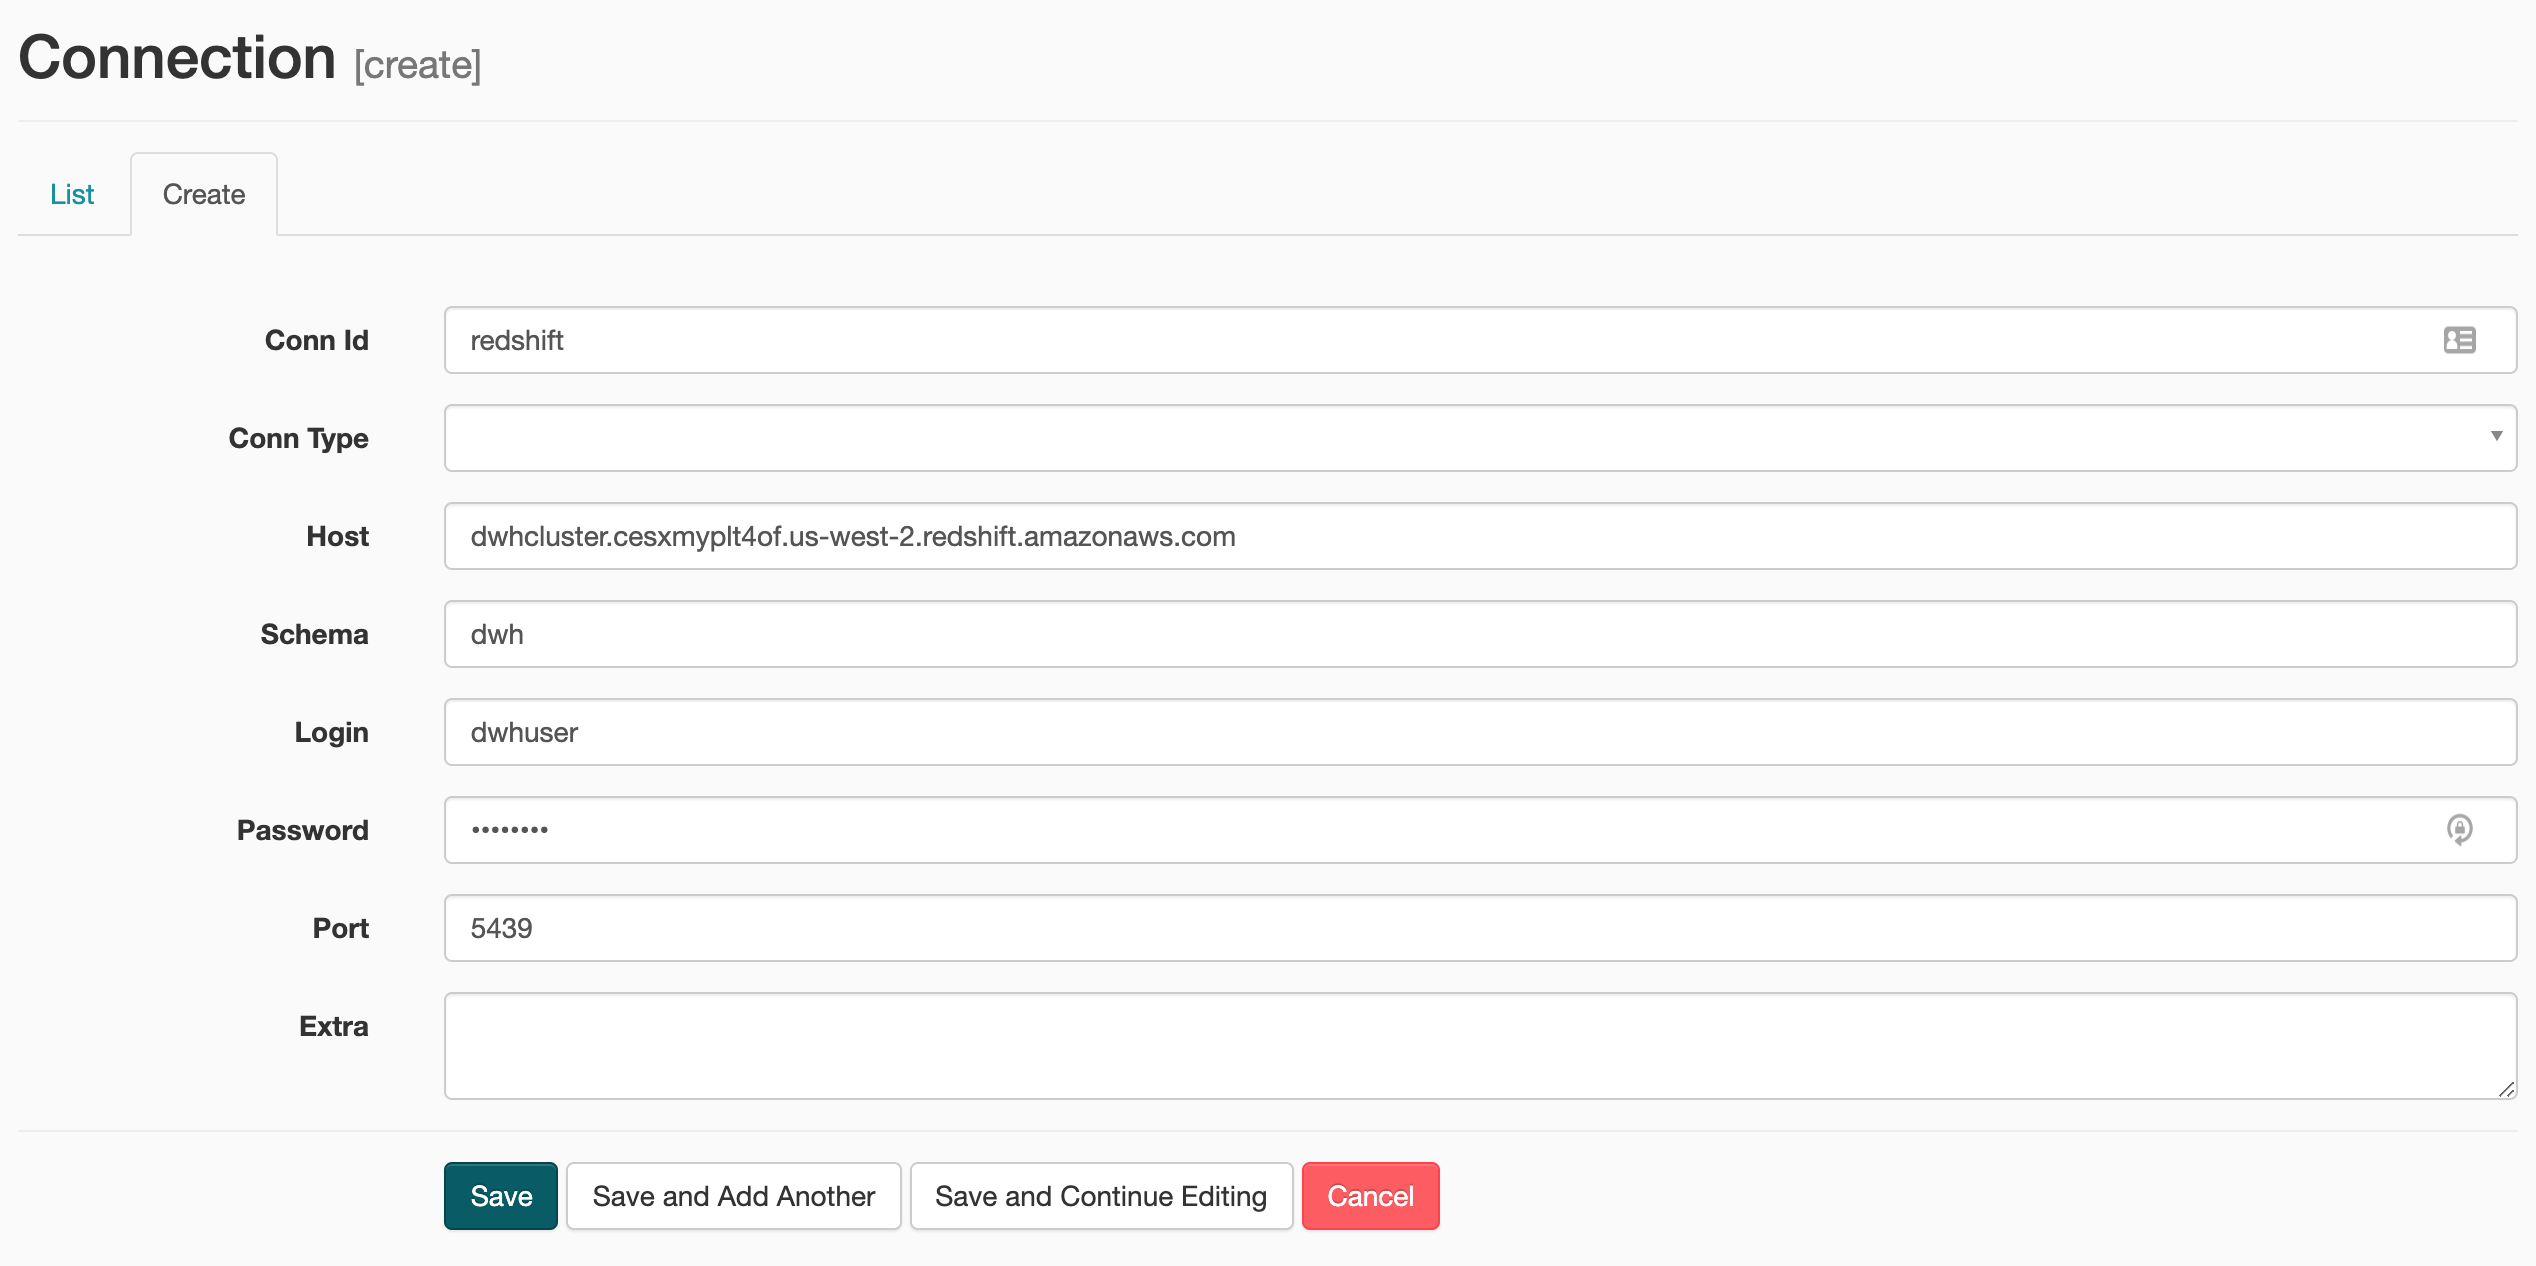 Connection [create]
List
Create
Conn Id
redshift
Conn Type
Host
dwhcluster.cesxmyplt4of.us-west-2.redshift.amazonaws.com
Schema
dwh
Login
dwhuser
Password
••••••••
Port
5439
Extra
Save
Save and Add Another
Save and Continue Editing
Cancel